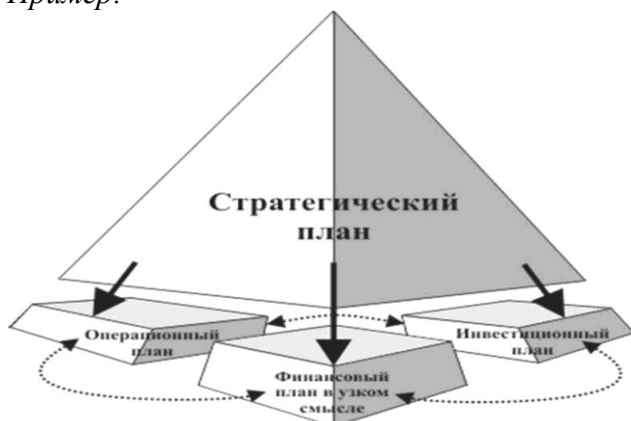 Пример:
Стратегический
план
Операционный
план
Инвестиционный
план
Финансовый
план в узком
смысле